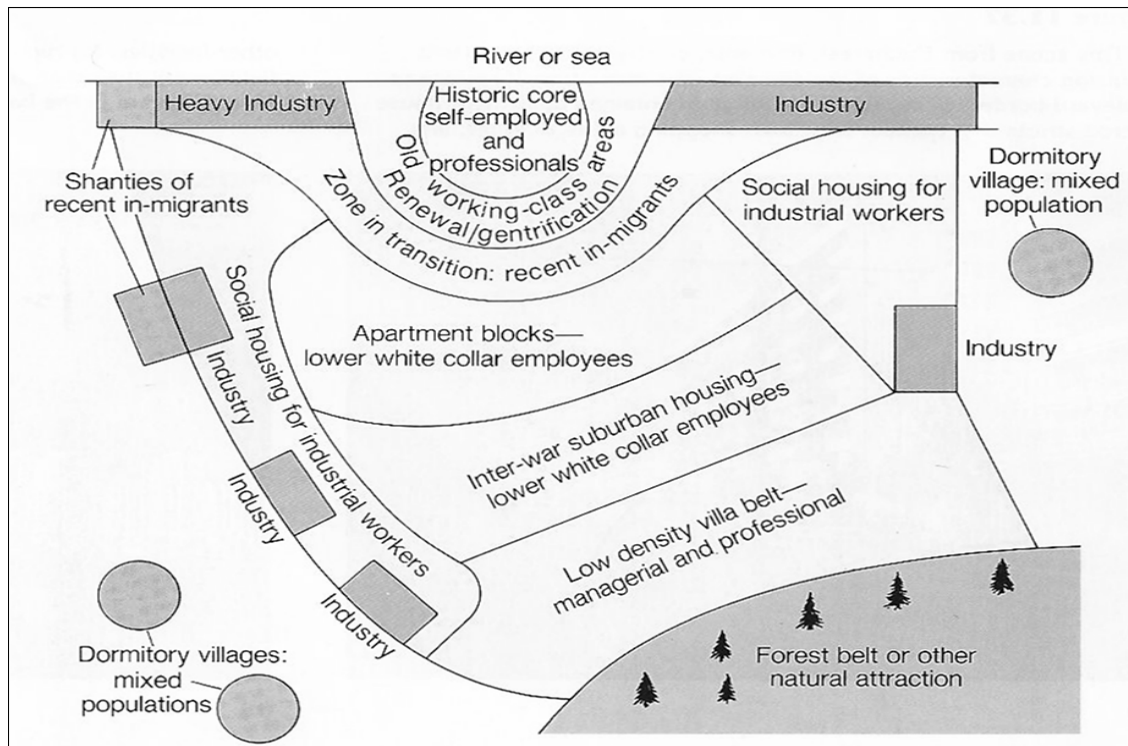 River or sea
Heavy Industry
Historic core
self-employed
and
professionals
Industry
Old working-class areas
Renewal/gentrification
Zone in transition: recent in-migrants
Shanties of
recent in-migrants
Social housing for
industrial workers
Dormitory
village: mixed
population
Social housing for industrial workers
Industry
Apartment blocks—
lower white collar employees
Industry
Inter-war suburban housing—
lower white collar employees
Industry
Low density villa belt—
managerial and professional
Industry
Dormitory villages:
mixed
populations
Forest belt or other
natural attraction